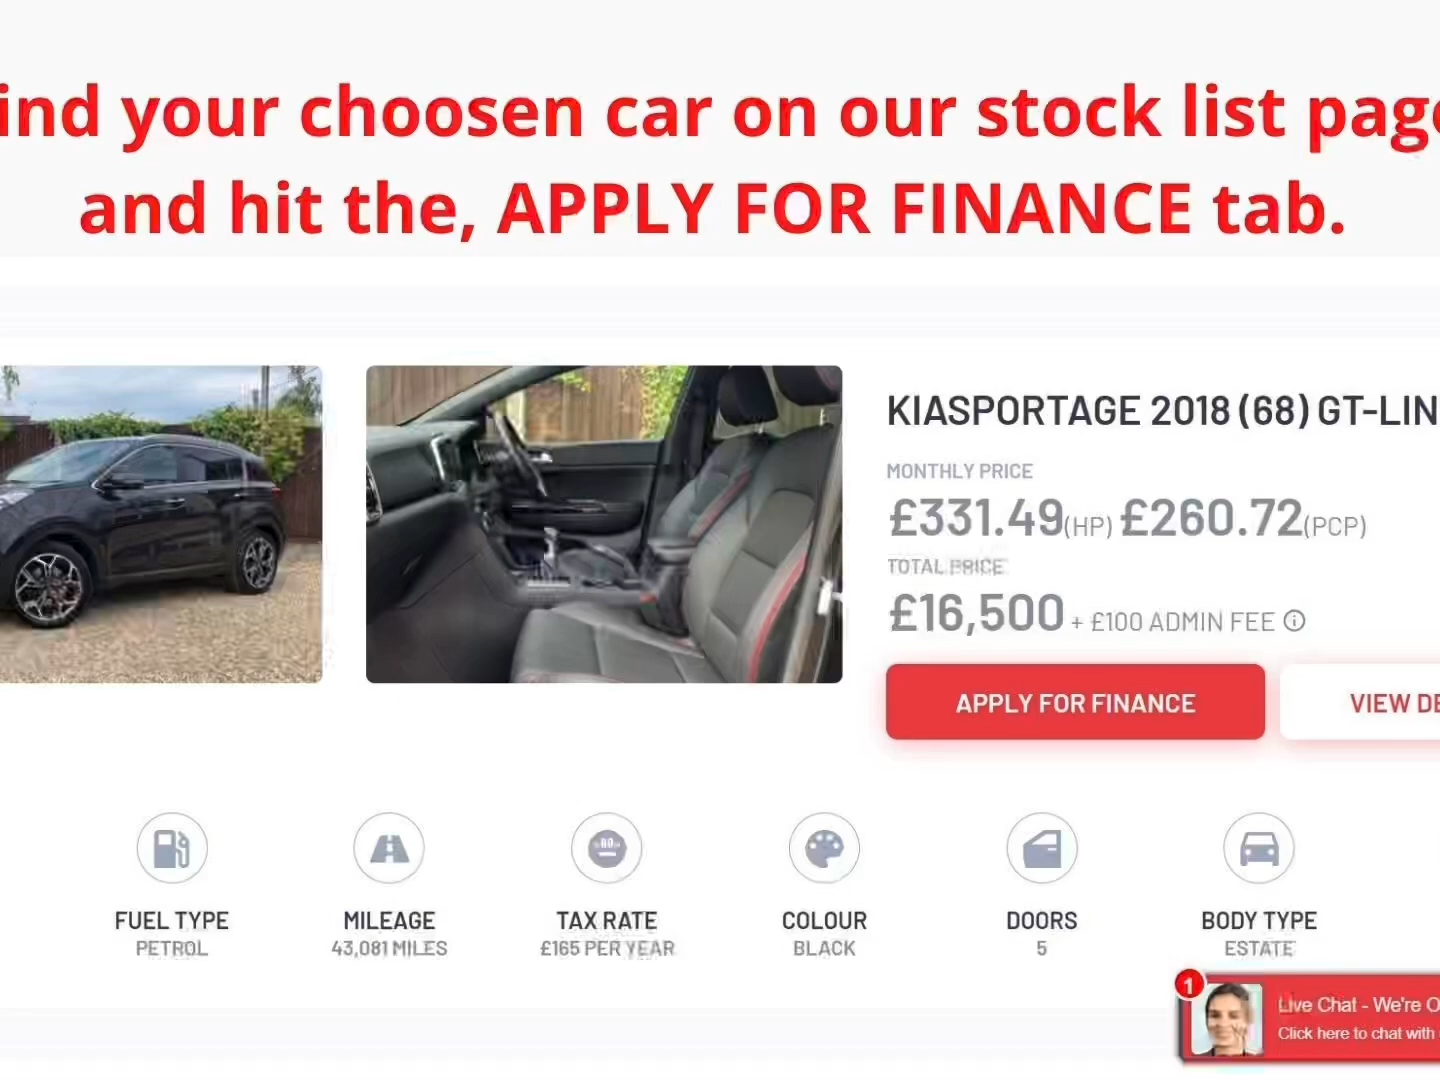 ind your choosen car on our stock list page
and hit the, APPLY FOR FINANCE tab.
KIASPORTAGE 2018 (68) GT-LIN
MONTHLY PRICE
£331.49(HP) £260.72(PCP)
TOTAL PRICE
£16,500 + £100 ADMIN FEE
APPLY FOR FINANCE
VIEW DE
FUEL TYPE
PETROL
MILEAGE
43,081 MILES
TAX RATE
£165 PER YEAR
COLOUR
BLACK
DOORS
5
BODY TYPE
ESTATE
1
Live Chat - We're O
Click here to chat with